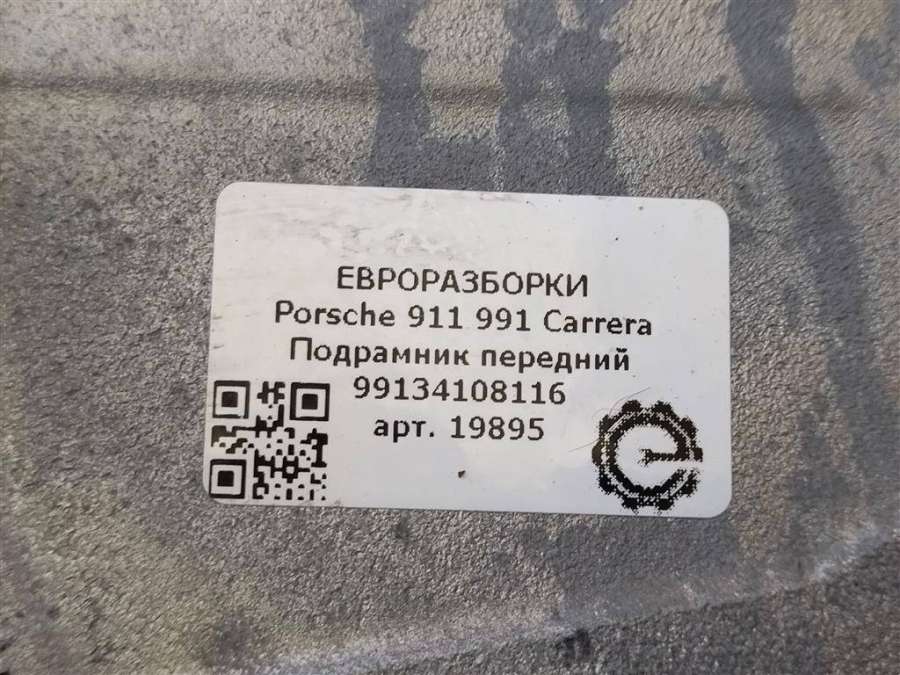 ЕВРОРАЗБОРКИ
Porsche 911 991 Carrera
Подрамник передний
99134108116
арт. 19895